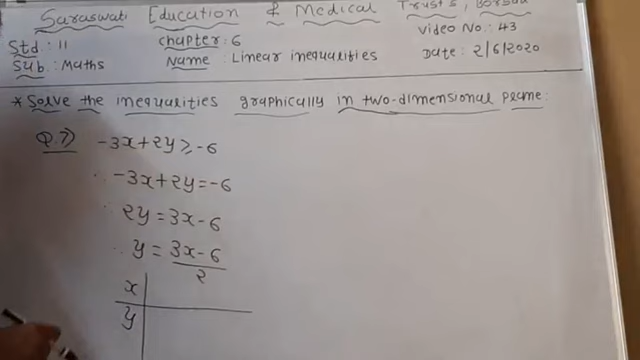 Saraswati Education & Medical Trust's, Borsad
Std: 11 chapter: 6 Video No: 43
Sub: Maths Name: Linear inequalities Date: 2/6/2020
* Solve the inequalities graphically in two-dimensional plane:
Q.7) -3x+2y ≥ -6
∴ -3x+2y = -6
∴ 2y = 3x-6
∴ y = 3x-6
2
x
y